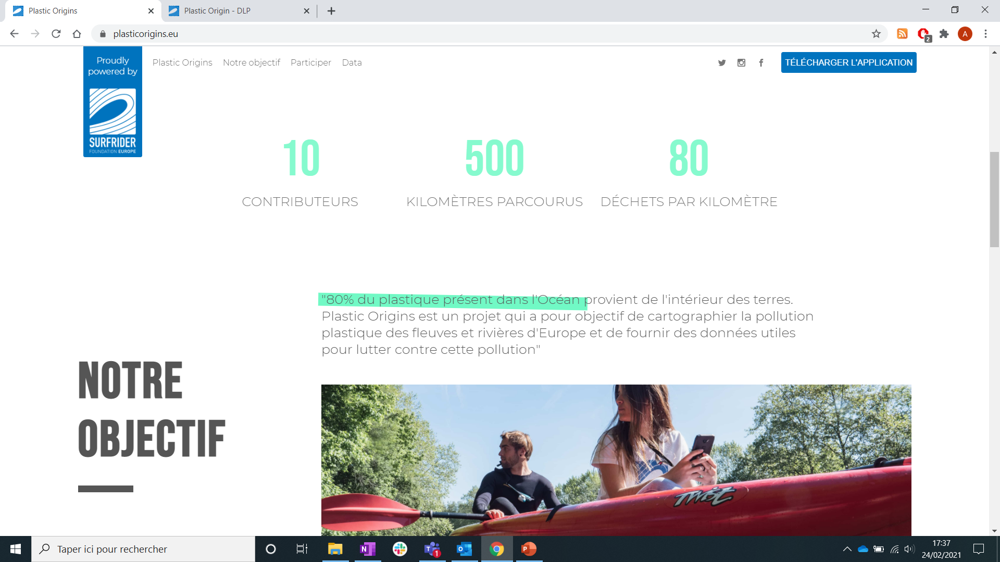 Plastic Origins
Plastic Origin - DLP
plasticorigins.eu
2
A
Proudly
powered by
SURFRIDER
FOUNDATION EUROPE
Plastic Origins Notre objectif Participer Data
TÉLÉCHARGER L'APPLICATION
10
CONTRIBUTEURS
500
KILOMÈTRES PARCOURUS
80
DÉCHETS PAR KILOMÈTRE
"80% du plastique présent dans l'Océan provient de l'intérieur des terres.
Plastic Origins est un projet qui a pour objectif de cartographier la pollution
plastique des fleuves et rivières d'Europe et de fournir des données utiles
pour lutter contre cette pollution"
NOTRE
OBJECTIF
TWIST
Taper ici pour rechercher
1
17:37
24/02/2021